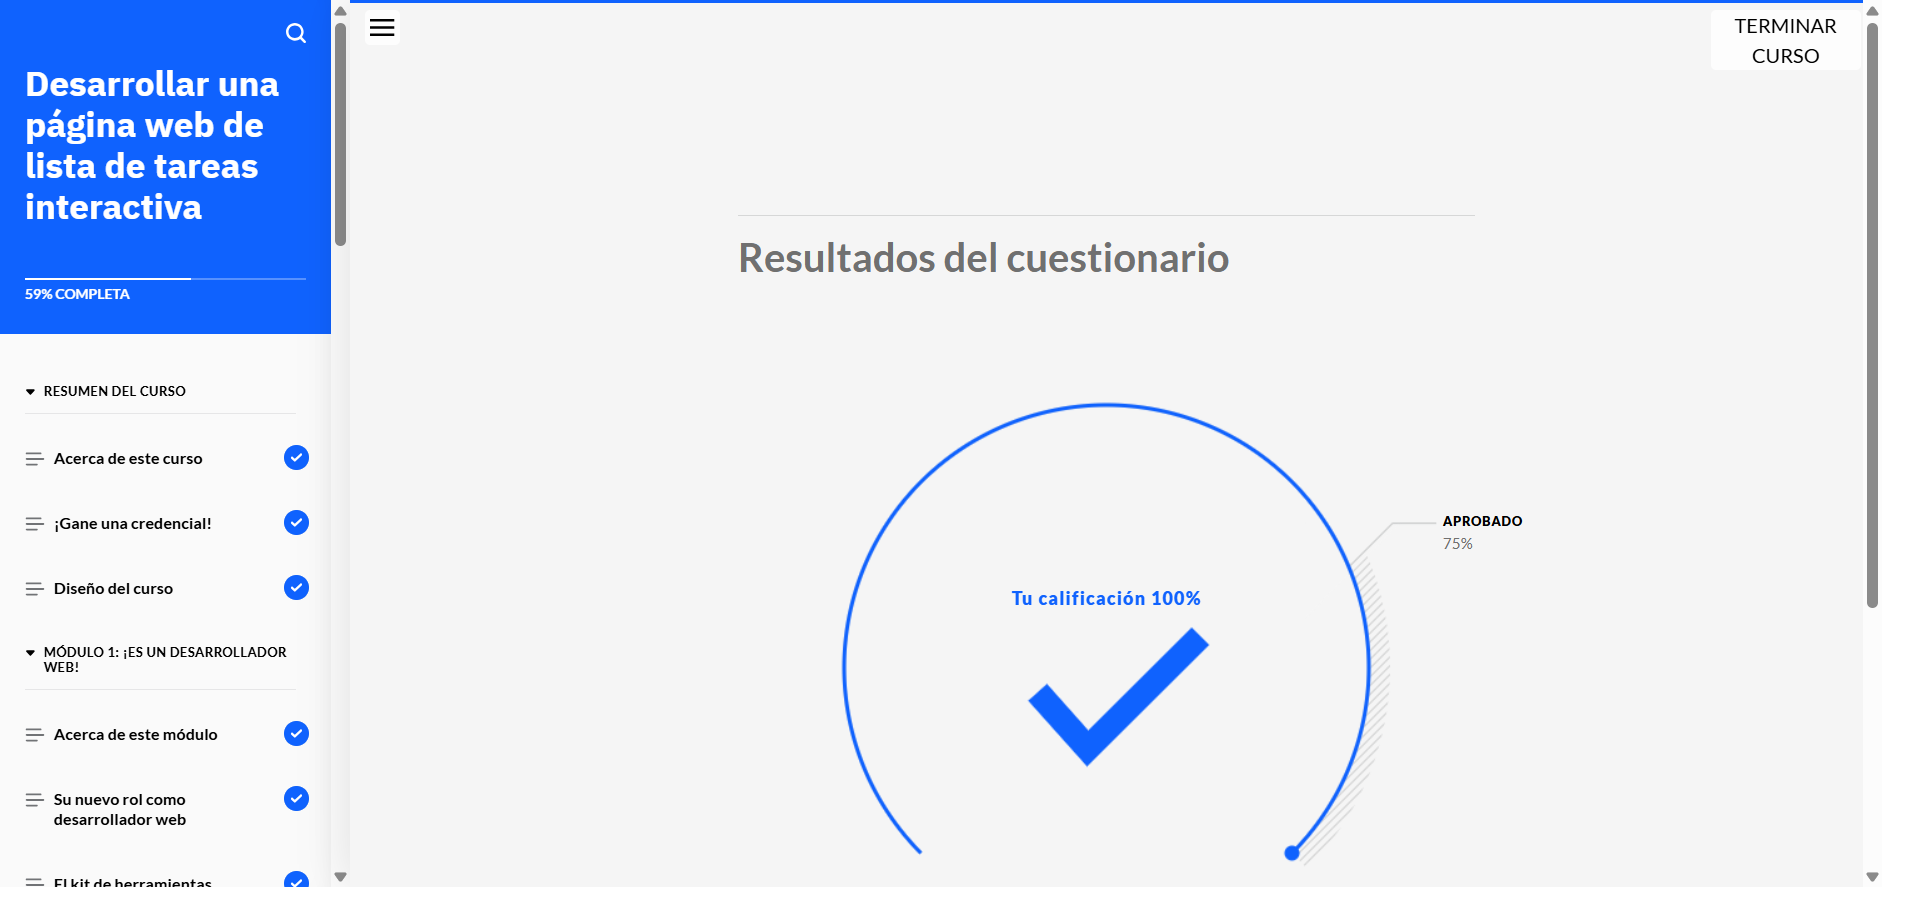 Desarrollar una
página web de
lista de tareas
interactiva
59% COMPLETA
RESUMEN DEL CURSO
Acerca de este curso
¡Gane una credencial!
Diseño del curso
MÓDULO 1: ¡ES UN DESARROLLADOR
WEB!
Acerca de este módulo
Su nuevo rol como
desarrollador web
El kit de herramientas
TERMINAR
CURSO
Resultados del cuestionario
APROBADO
75%
Tu calificación 100%